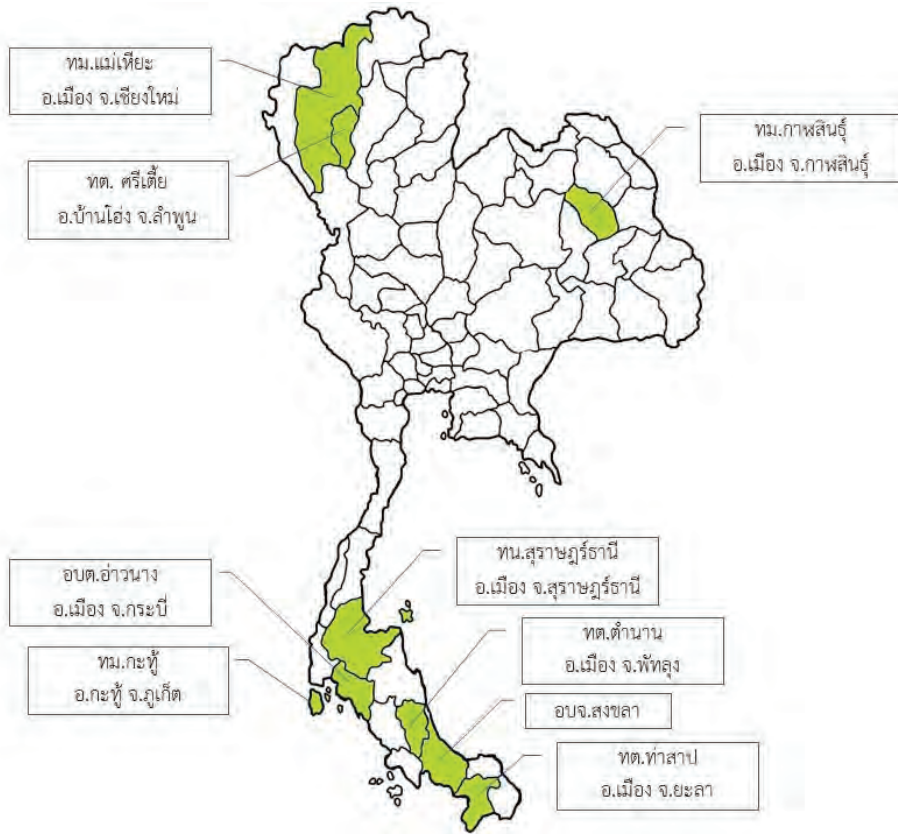 ทม.แม่เหียะ
อ.เมือง จ.เชียงใหม่
ทต. ศรีเตี้ย
อ.บ้านโฮ่ง จ.ลำพูน
ทม.กาฬสินธุ์
อ.เมือง จ.กาฬสินธุ์
ทน.สุราษฎร์ธานี
อ.เมือง จ.สุราษฎร์ธานี
อบต.อ่าวนาง
อ.เมือง จ.กระบี่
ทต.ตำนาน
อ.เมือง จ.พัทลุง
ทม.กะทู้
อ.กะทู้ จ.ภูเก็ต
อบจ.สงขลา
ทต.ท่าสาป
อ.เมือง จ.ยะลา